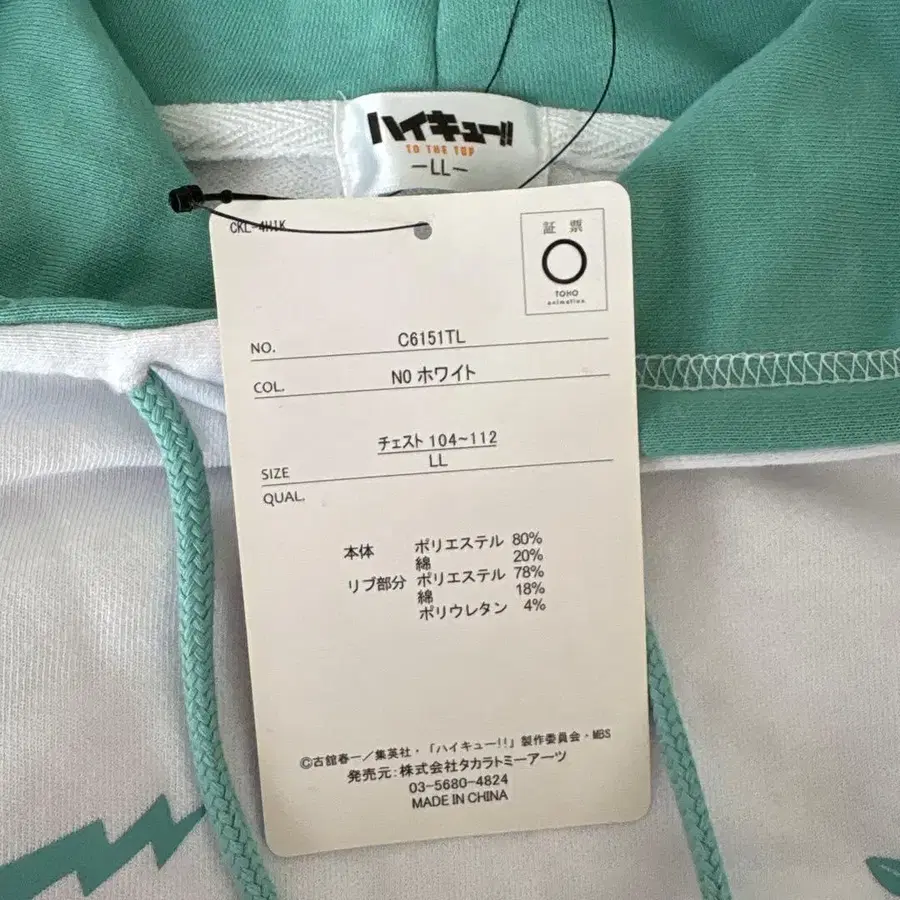 ハイキュー!!
TO THE TOP
-LL-
CKL-4HIK
証 票
TOHO
animation
NO. C6151TL
COL. N0 ホワイト
チェスト 104~112
SIZE LL
QUAL.
本体 ポリエステル 80%
綿 20%
リブ部分 ポリエステル 78%
綿 18%
ポリウレタン 4%
©古舘春一/集英社・「ハイキュー!!」製作委員会・MBS
発売元:株式会社タカラトミーアーツ
03-5680-4824
MADE IN CHINA